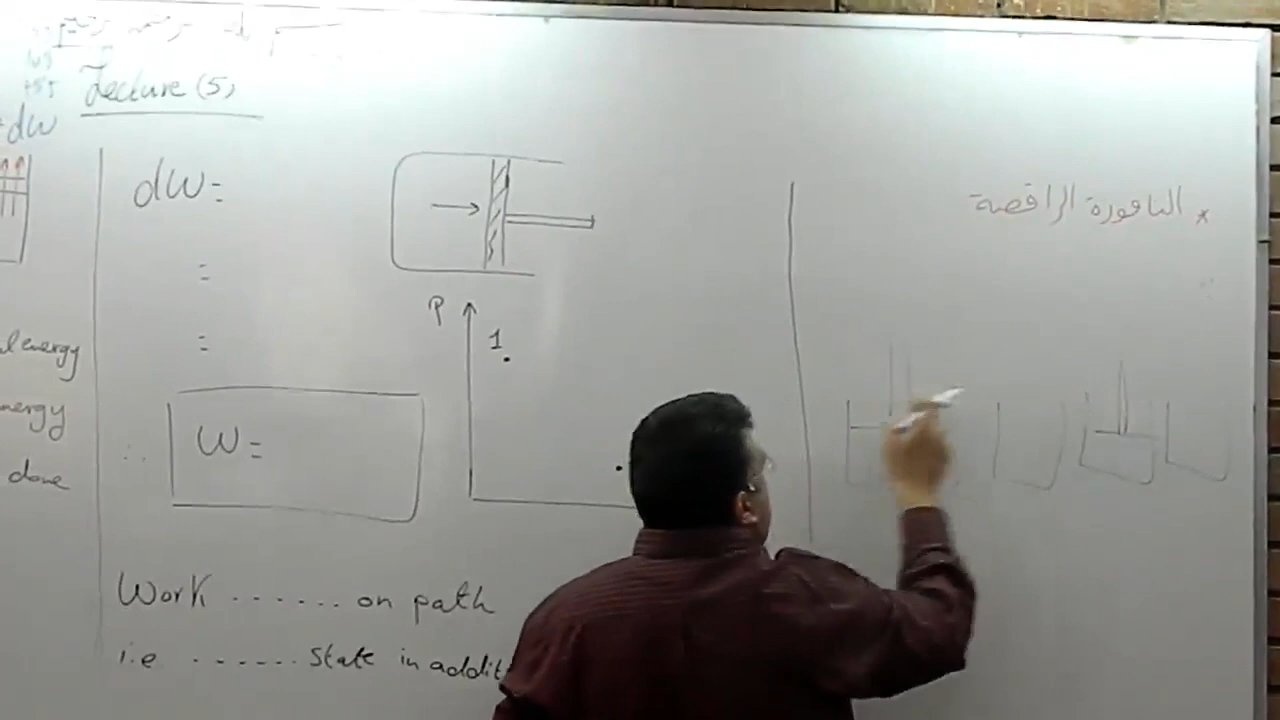 Lecture (5)
dw
dW =
=
=
energy
nergy
done
∴ W =
P
1
Work ...... on path
i.e ...... State in addit
* النافورة الراقصة